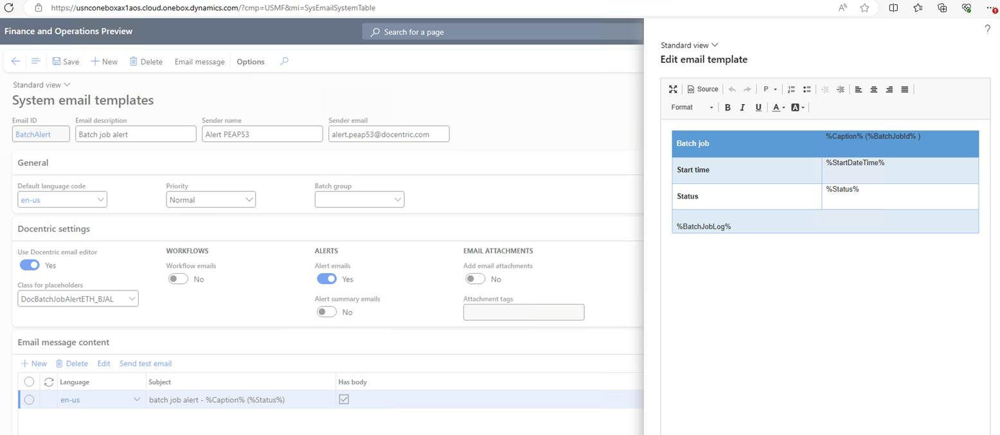 https://usnconeboxax1aos.cloud.onebox.dynamics.com/?cmp=USMF&mi=SysEmailSystemTable
Finance and Operations Preview
Search for a page
Save New Delete Email message Options
Standard view
System email templates
Email ID Email description Sender name Sender email
BatchAlert Batch job alert Alert PEAP53 alert.peap53@docentric.com
General
Default language code Priority Batch group
en-us Normal
Docentric settings
Use Docentric email editor WORKFLOWS ALERTS EMAIL ATTACHMENTS
Yes Workflow emails Alert emails Add email attachments
No Yes No
Class for placeholders
DocBatchJobAlertETH_BJAL Alert summary emails Attachment tags
No
Email message content
New Delete Edit Send test email
Language Subject Has body
en-us batch job alert - %Caption% (%Status%)
?
Standard view
Edit email template
Source P
Format B I U A A
Batch job %Caption% (%BatchJobId% )
Start time %StartDateTime%
Status %Status%
%BatchJobLog%